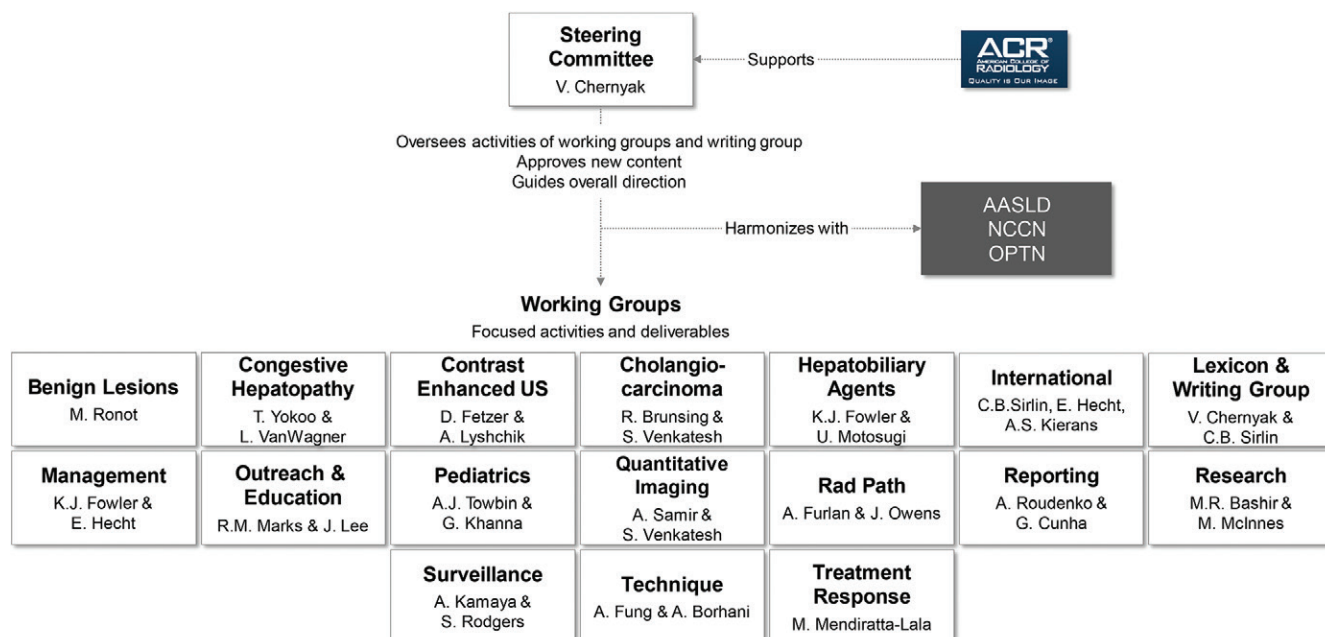 Steering
Committee
V. Chernyak
Supports
ACR®
AMERICAN COLLEGE OF
RADIOLOGY
QUALITY IS OUR IMAGE
Oversees activities of working groups and writing group
Approves new content
Guides overall direction
Harmonizes with
AASLD
NCCN
OPTN
Working Groups
Focused activities and deliverables
Benign Lesions
M. Ronot
Congestive
Hepatopathy
T. Yokoo &
L. VanWagner
Contrast
Enhanced US
D. Fetzer &
A. Lyshchik
Cholangio-
carcinoma
R. Brunsing &
S. Venkatesh
Hepatobiliary
Agents
K.J. Fowler &
U. Motosugi
International
C.B.Sirlin, E. Hecht,
A.S. Kierans
Lexicon &
Writing Group
V. Chernyak &
C.B. Sirlin
Management
K.J. Fowler &
E. Hecht
Outreach &
Education
R.M. Marks & J. Lee
Pediatrics
A.J. Towbin &
G. Khanna
Quantitative
Imaging
A. Samir &
S. Venkatesh
Rad Path
A. Furlan & J. Owens
Reporting
A. Roudenko &
G. Cunha
Research
M.R. Bashir &
M. McInnes
Surveillance
A. Kamaya &
S. Rodgers
Technique
A. Fung & A. Borhani
Treatment
Response
M. Mendiratta-Lala